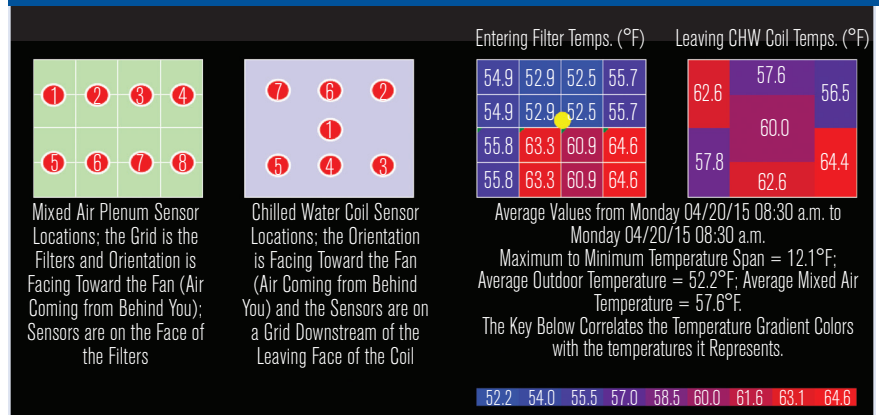 Entering Filter Temps. (°F)
Leaving CHW Coil Temps. (°F)
1 2 3 4
5 6 7 8
7 6 2
1
5 4 3
54.9 52.9 52.5 55.7
54.9 52.9 52.5 55.7
55.8 63.3 60.9 64.6
55.8 63.3 60.9 64.6
62.6 57.6 56.5
60.0
57.8 62.6 64.4
Mixed Air Plenum Sensor
Locations; the Grid is the
Filters and Orientation is
Facing Toward the Fan (Air
Coming from Behind You);
Sensors are on the Face of
the Filters
Chilled Water Coil Sensor
Locations; the Orientation
is Facing Toward the Fan
(Air Coming from Behind
You) and the Sensors are on
a Grid Downstream of the
Leaving Face of the Coil
Average Values from Monday 04/20/15 08:30 a.m. to
Monday 04/20/15 08:30 a.m.
Maximum to Minimum Temperature Span = 12.1°F;
Average Outdoor Temperature = 52.2°F; Average Mixed Air
Temperature = 57.6°F.
The Key Below Correlates the Temperature Gradient Colors
with the temperatures it Represents.
52.2 54.0 55.5 57.0 58.5 60.0 61.6 63.1 64.6